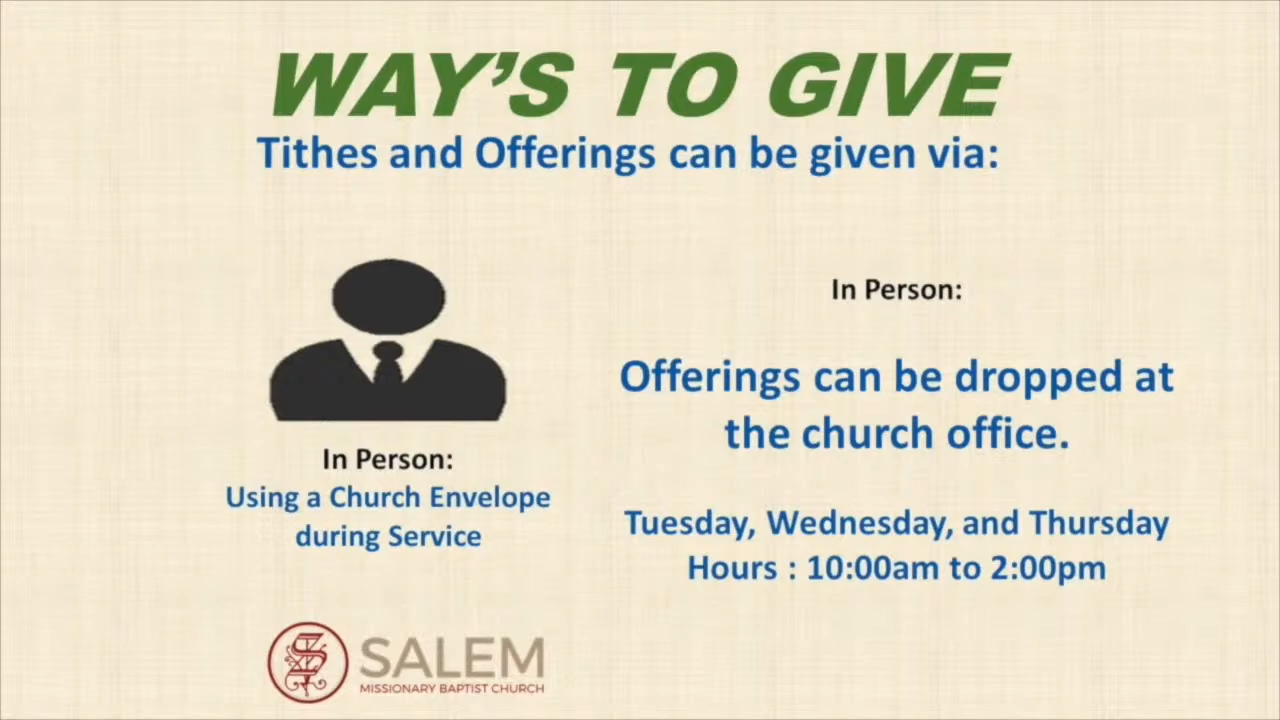 WAY'S TO GIVE
Tithes and Offerings can be given via:
In Person:
Using a Church Envelope
during Service
In Person:
Offerings can be dropped at
the church office.
Tuesday, Wednesday, and Thursday
Hours : 10:00am to 2:00pm
SALEM
MISSIONARY BAPTIST CHURCH